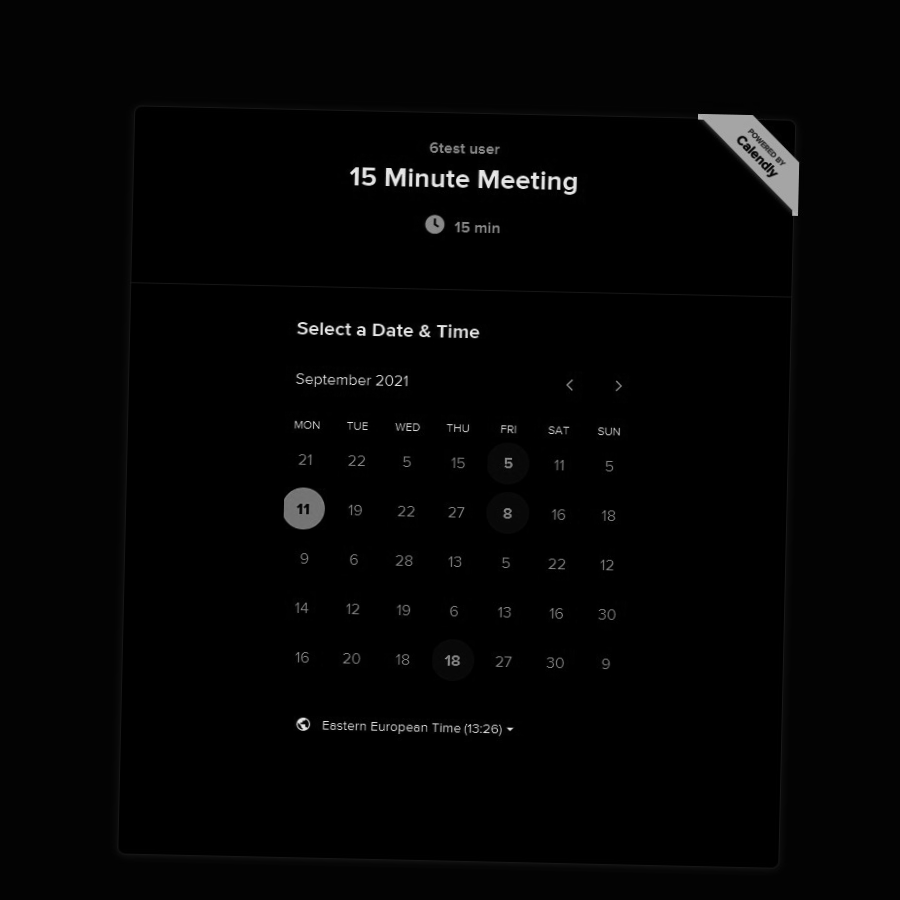 POWERED BY
Calendly
6test user
15 Minute Meeting
15 min
Select a Date & Time
September 2021
MON TUE WED THU FRI SAT SUN
21 22 5 15 5 11 5
11 19 22 27 8 16 18
9 6 28 13 5 22 12
14 12 19 6 13 16 30
16 20 18 18 27 30 9
Eastern European Time (13:26)